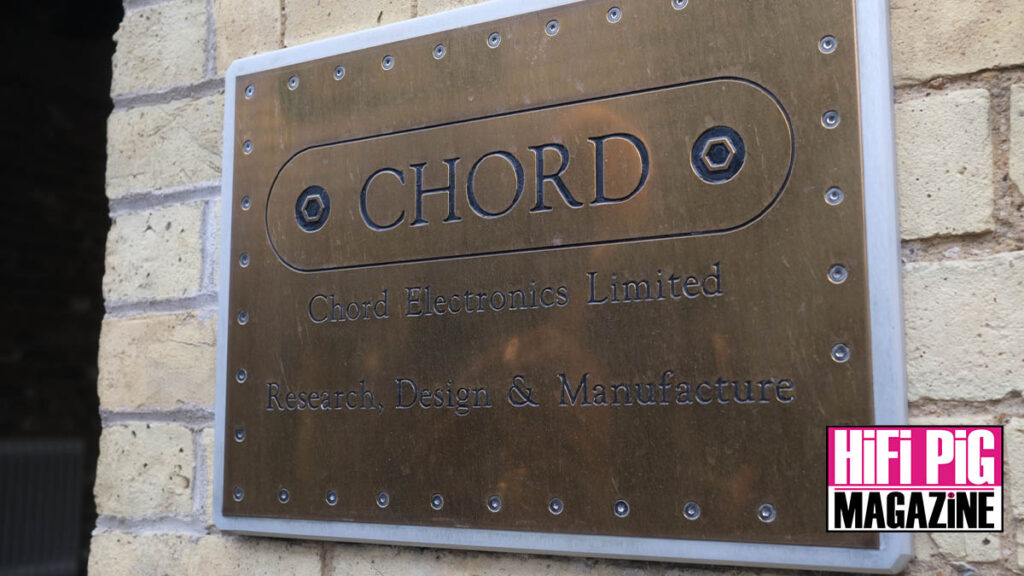 CHORD
Chord Electronics Limited
Research, Design & Manufacture
HiFi PiG
MAGAZiNE